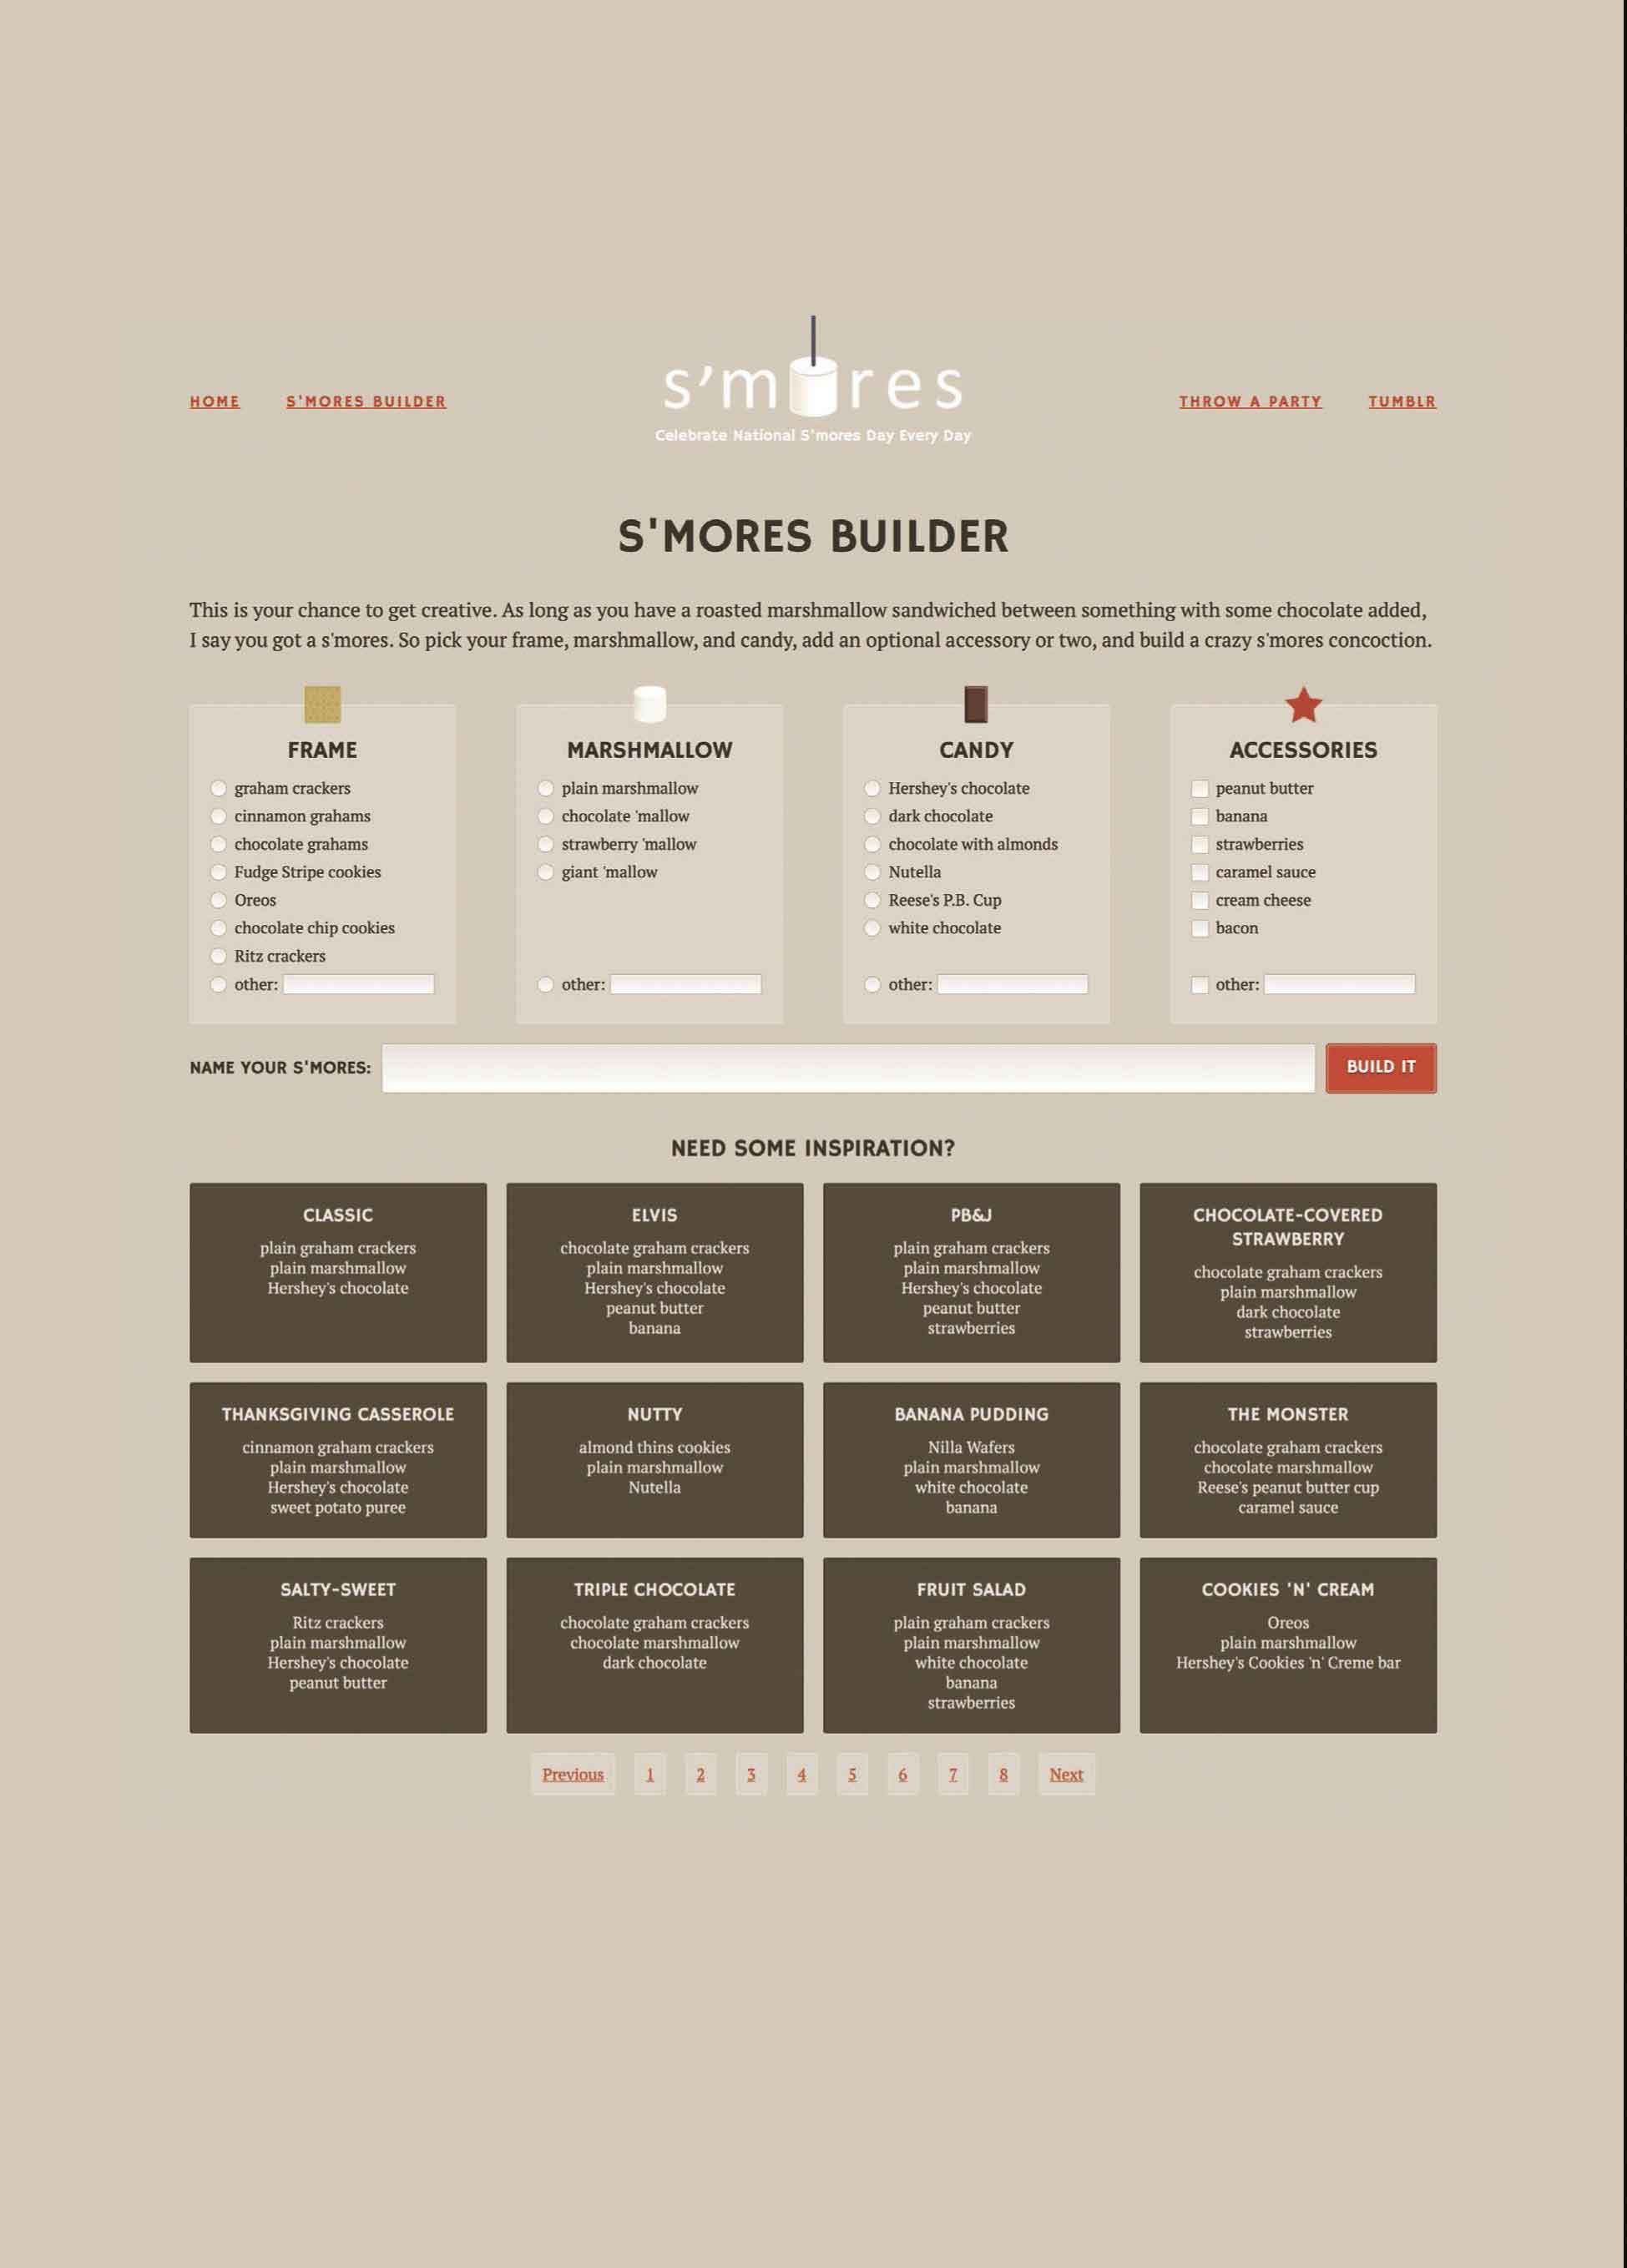 HOME
S'MORES BUILDER
s'mores
Celebrate National S'mores Day Every Day
THROW A PARTY
TUMBLR
S'MORES BUILDER
This is your chance to get creative. As long as you have a roasted marshmallow sandwiched between something with some chocolate added,
I say you got a s'mores. So pick your frame, marshmallow, and candy, add an optional accessory or two, and build a crazy s'mores concoction.
FRAME
graham crackers
cinnamon grahams
chocolate grahams
Fudge Stripe cookies
Oreos
chocolate chip cookies
Ritz crackers
other:
MARSHMALLOW
plain marshmallow
chocolate 'mallow
strawberry 'mallow
giant 'mallow
other:
CANDY
Hershey's chocolate
dark chocolate
chocolate with almonds
Nutella
Reese's P.B. Cup
white chocolate
other:
ACCESSORIES
peanut butter
banana
strawberries
caramel sauce
cream cheese
bacon
other:
NAME YOUR S'MORES:
BUILD IT
NEED SOME INSPIRATION?
CLASSIC
plain graham crackers
plain marshmallow
Hershey's chocolate
ELVIS
chocolate graham crackers
plain marshmallow
Hershey's chocolate
peanut butter
banana
PB&J
plain graham crackers
plain marshmallow
Hershey's chocolate
peanut butter
strawberries
CHOCOLATE-COVERED
STRAWBERRY
chocolate graham crackers
plain marshmallow
dark chocolate
strawberries
THANKSGIVING CASSEROLE
cinnamon graham crackers
plain marshmallow
Hershey's chocolate
sweet potato puree
NUTTY
almond thins cookies
plain marshmallow
Nutella
BANANA PUDDING
Nilla Wafers
plain marshmallow
white chocolate
banana
THE MONSTER
chocolate graham crackers
chocolate marshmallow
Reese's peanut butter cup
caramel sauce
SALTY-SWEET
Ritz crackers
plain marshmallow
Hershey's chocolate
peanut butter
TRIPLE CHOCOLATE
chocolate graham crackers
chocolate marshmallow
dark chocolate
FRUIT SALAD
plain graham crackers
plain marshmallow
white chocolate
banana
strawberries
COOKIES 'N' CREAM
Oreos
plain marshmallow
Hershey's Cookies 'n' Creme bar
Previous 1 2 3 4 5 6 7 8 Next